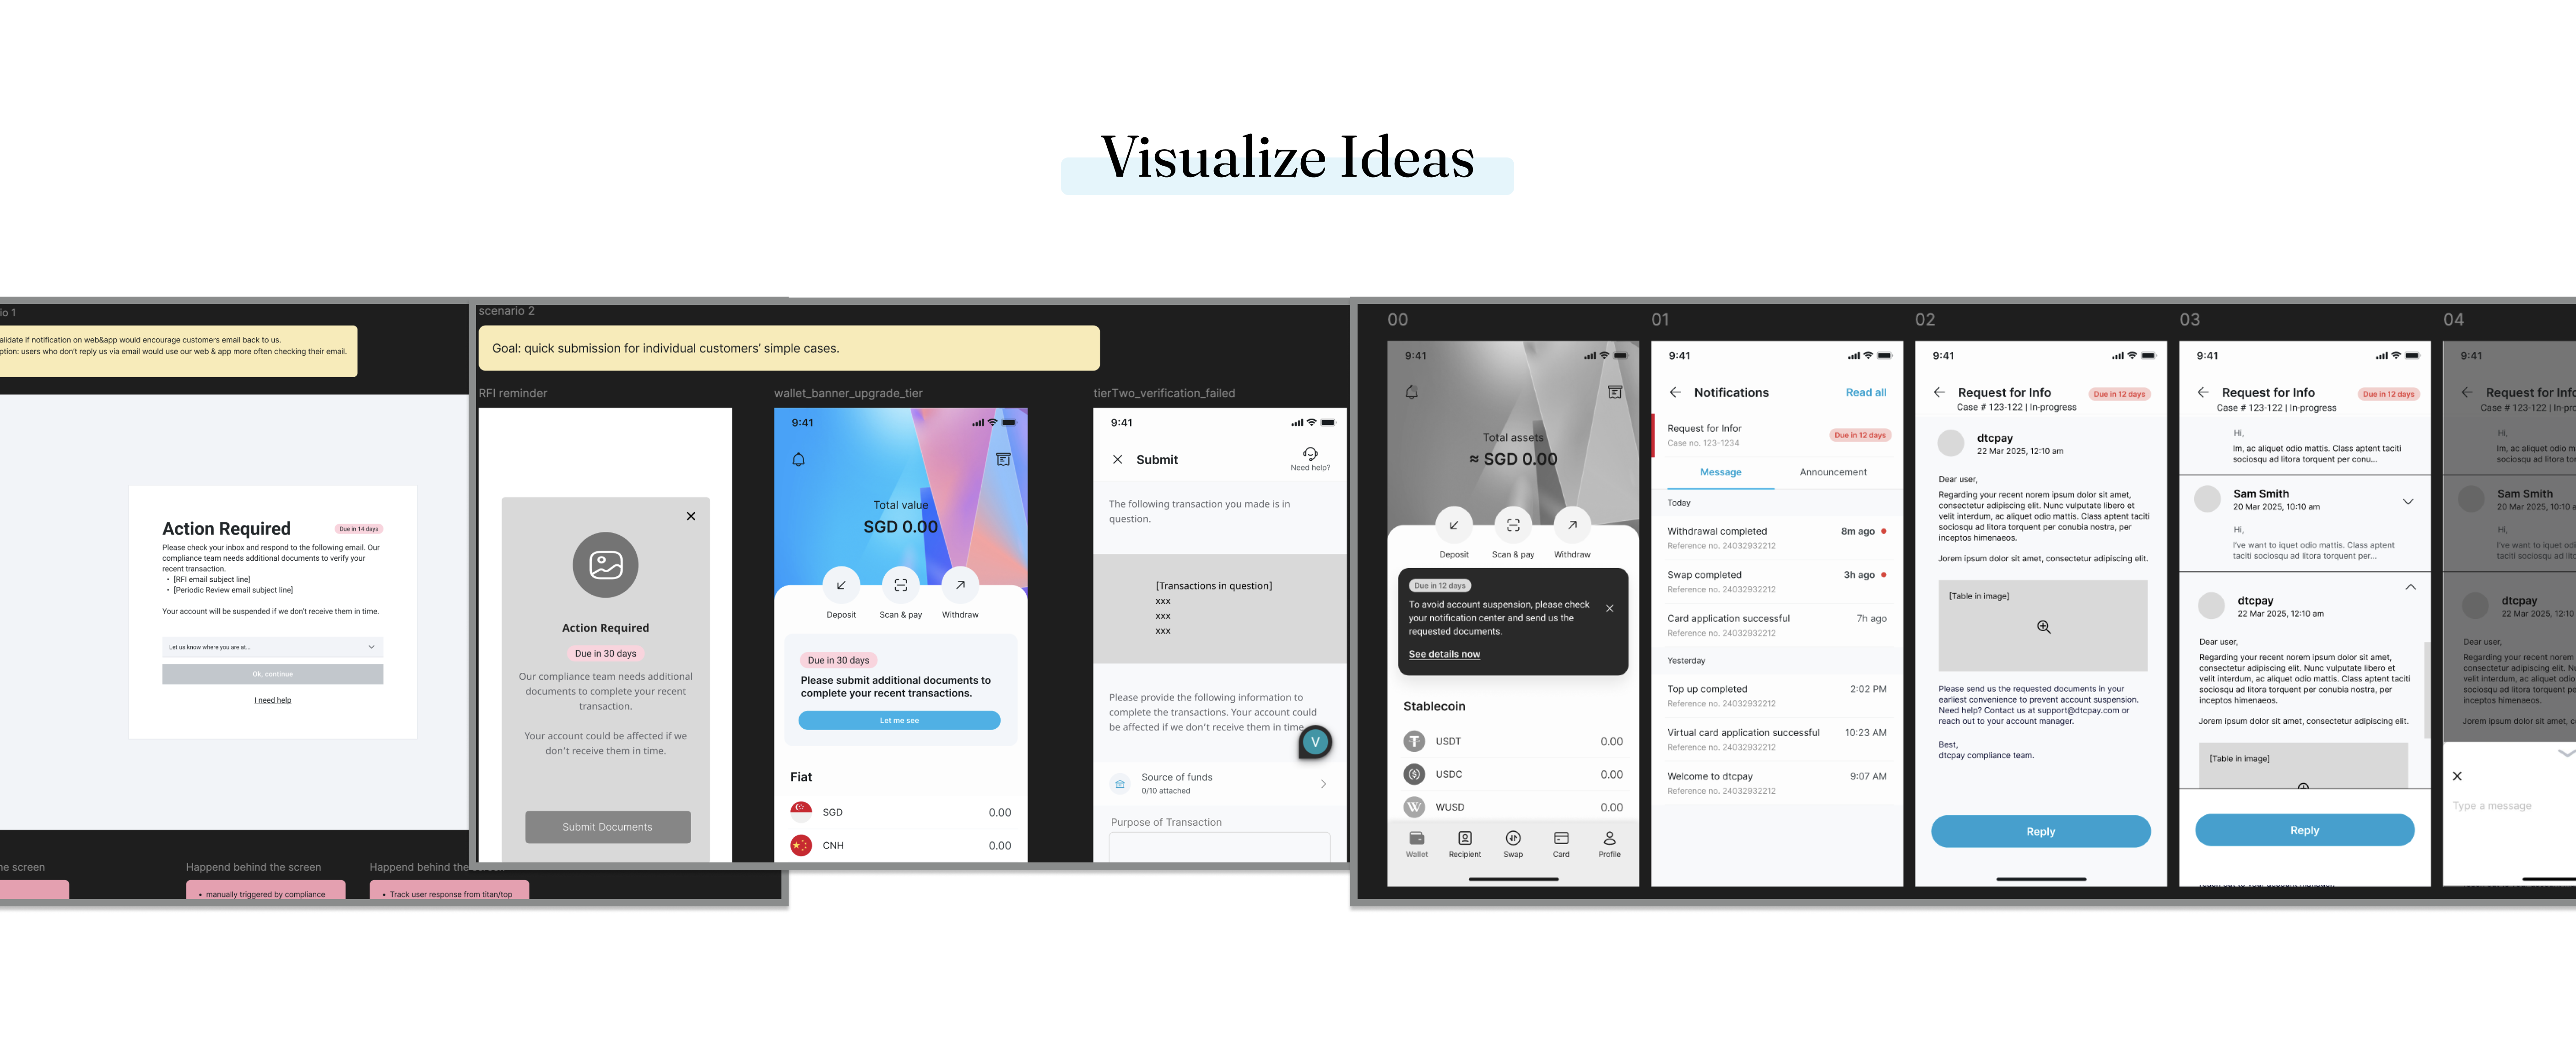 Visualize Ideas
io 1
alidate if notification on web&app would encourage customers email back to us.
ption: users who don't reply us via email would use our web & app more often checking their email.
Action Required
Due in 14 days
Please check your inbox and respond to the following email. Our
compliance team needs additional documents to verify your
recent transaction.
• [RFI email subject line]
• [Periodic Review email subject line]
Your account will be suspended if we don't receive them in time.
Let us know where you are at...
Ok, continue
I need help
he screen
Happend behind the screen
Happend behind the screen
• manually triggered by compliance
• Track user response from titan/top
scenario 2
Goal: quick submission for individual customers' simple cases.
RFI reminder
Action Required
Due in 30 days
Our compliance team needs additional
documents to complete your recent
transaction.
Your account could be affected if we
don't receive them in time.
Submit Documents
wallet_banner_upgrade_tier
9:41
Total value
SGD 0.00
Deposit
Scan & pay
Withdraw
Due in 30 days
Please submit additional documents to
complete your recent transactions.
Let me see
Fiat
SGD
0.00
CNH
0.00
tierTwo_verification_failed
9:41
Submit
Need help?
The following transaction you made is in
question.
[Transactions in question]
xxx
xxx
xxx
Please provide the following information to
complete the transactions. Your account could
be affected if we don't receive them in time
V
Source of funds
0/10 attached
Purpose of Transaction
00
9:41
Total assets
≈ SGD 0.00
Deposit
Scan & pay
Withdraw
Due in 12 days
To avoid account suspension, please check
your notification center and send us the
requested documents.
See details now
Stablecoin
USDT
0.00
USDC
0.00
WUSD
0.00
Wallet
Recipient
Swap
Card
Profile
01
9:41
Notifications
Read all
Request for Infor
Case no. 123-1234
Due in 12 days
Message
Announcement
Today
Withdrawal completed
8m ago
Reference no. 24032932212
Swap completed
3h ago
Reference no. 24032932212
Card application successful
7h ago
Reference no. 24032932212
Yesterday
Top up completed
2:02 PM
Reference no. 24032932212
Virtual card application successful
10:23 AM
Reference no. 24032932212
Welcome to dtcpay
9:07 AM
Reference no. 24032932212
02
9:41
Request for Info
Due in 12 days
Case # 123-122 | In-progress
dtcpay
22 Mar 2025, 12:10 am
Dear user,
Regarding your recent norem ipsum dolor sit amet,
consectetur adipiscing elit. Nunc vulputate libero et
velit interdum, ac aliquet odio mattis. Class aptent taciti
sociosqu ad litora torquent per conubia nostra, per
inceptos himenaeos.
Jorem ipsum dolor sit amet, consectetur adipiscing elit.
[Table in image]
Please send us the requested documents in your
earliest convenience to prevent account suspension.
Need help? Contact us at support@dtcpay.com or
reach out to your account manager.
Best,
dtcpay compliance team.
Reply
03
9:41
Request for Info
Due in 12 days
Case # 123-122 | In-progress
Hi,
Im, ac aliquet odio mattis. Class aptent taciti
sociosqu ad litora torquent per conu...
Sam Smith
20 Mar 2025, 10:10 am
Hi,
I've want to iquet odio mattis. Class aptent
taciti sociosqu ad litora torquent per...
dtcpay
22 Mar 2025, 12:10 am
Dear user,
Regarding your recent norem ipsum dolor sit amet,
consectetur adipiscing elit. Nunc vulputate libero et
velit interdum, ac aliquet odio mattis. Class aptent taciti
sociosqu ad litora torquent per conubia nostra, per
inceptos himenaeos.
Jorem ipsum dolor sit amet, consectetur adipiscing elit.
[Table in image]
Reply
04
9:41
Request for Info
Case # 123-122 | In-pro
Hi,
Im, ac aliquet odio m
sociosqu ad litora tor
Sam Smith
20 Mar 2025, 10:10 a
Hi,
I've want to iquet od
taciti sociosqu ad lito
dtcpay
22 Mar 2025, 12:10
Dear user,
Regarding your recent norem
consectetur adipiscing elit. Nu
velit interdum, ac aliquet odio
sociosqu ad litora torquent pe
inceptos himenaeos.
Jorem ipsum dolor sit amet, c
Type a message